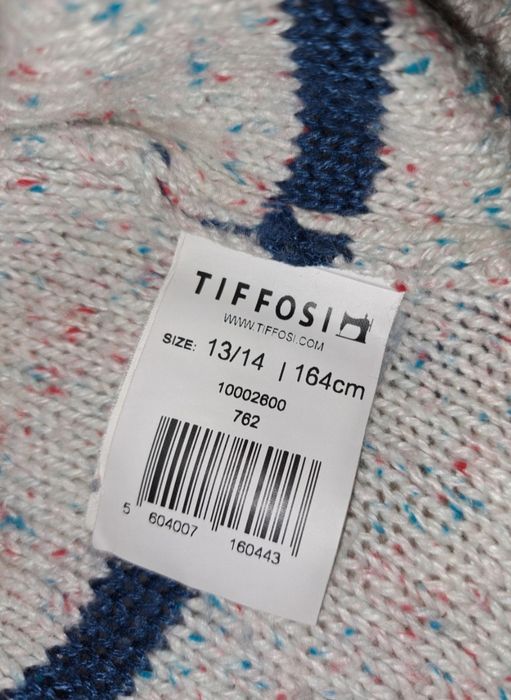 TIFFOSI
WWW.TIFFOSI.COM
SIZE: 13/14 | 164cm
10002600
762
5 604007 160443